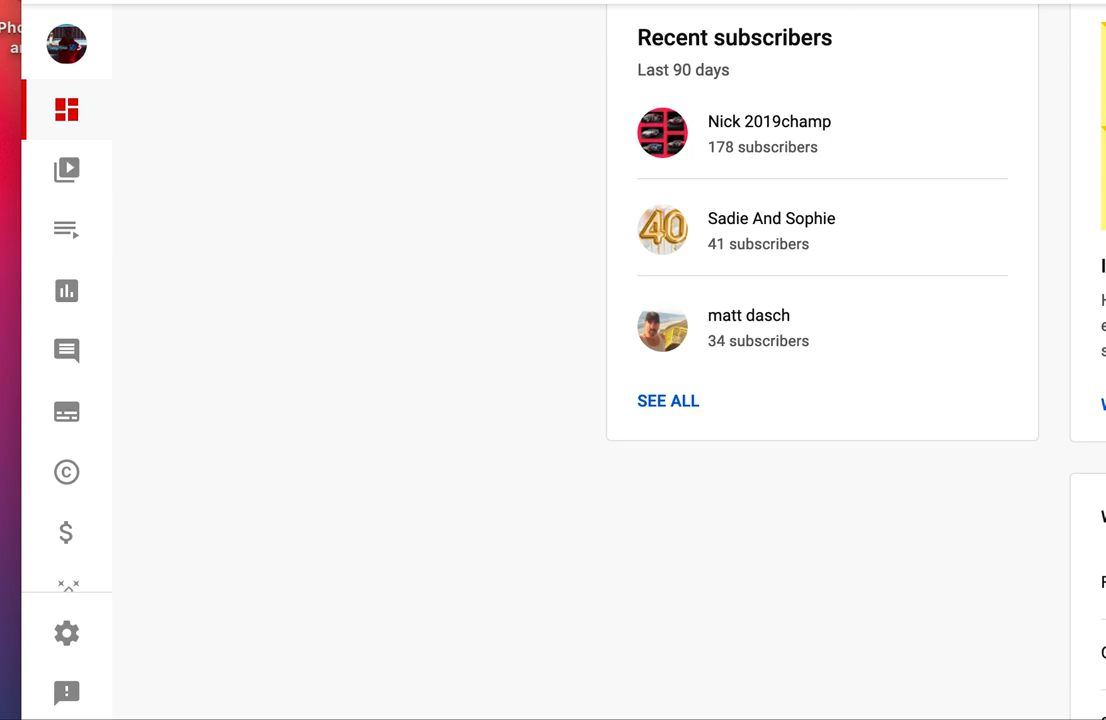 Recent subscribers
Last 90 days
Nick 2019champ
178 subscribers
Sadie And Sophie
41 subscribers
matt dasch
34 subscribers
SEE ALL